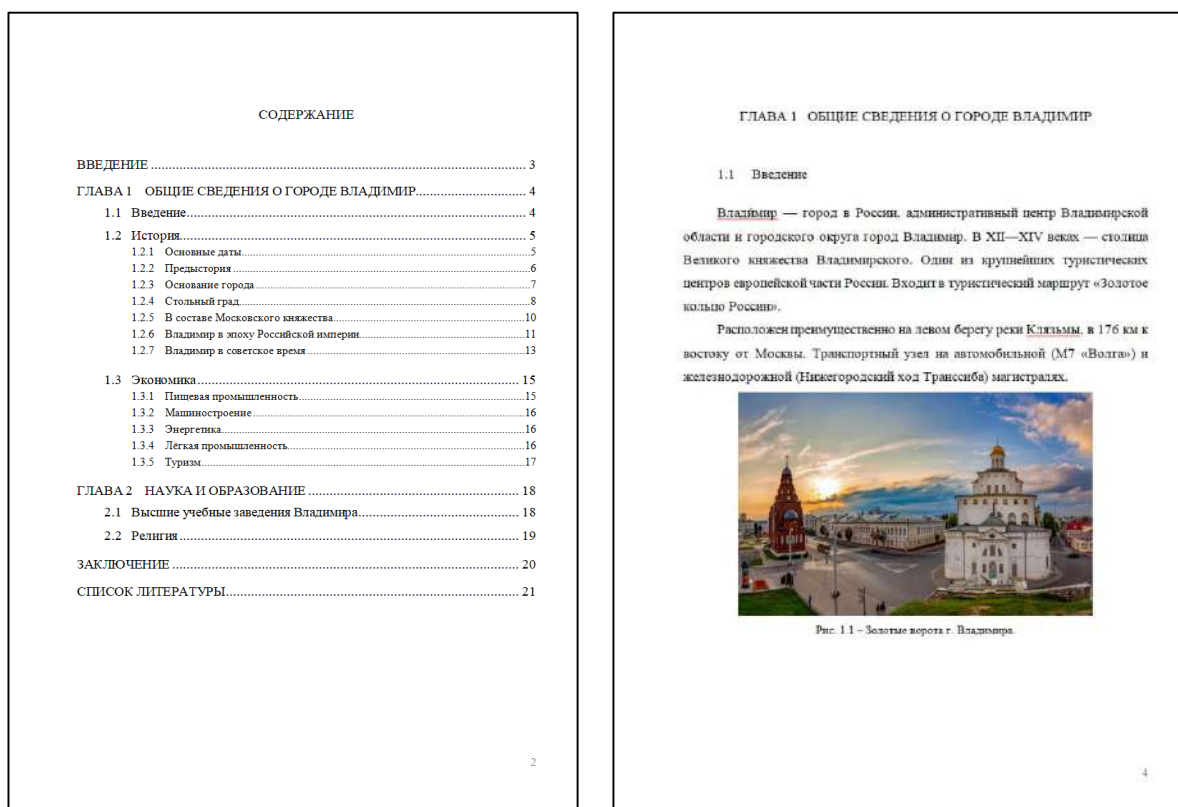 СОДЕРЖАНИЕ
ВВЕДЕНИЕ ... 3
ГЛАВА 1 ОБЩИЕ СВЕДЕНИЯ О ГОРОДЕ ВЛАДИМИР ... 4
1.1 Введение ... 4
1.2 История ... 5
1.2.1 Основные даты ... 5
1.2.2 Предыстория ... 6
1.2.3 Основание города ... 7
1.2.4 Стольный град ... 8
1.2.5 В составе Московского княжества ... 10
1.2.6 Владимир в эпоху Российской империи ... 11
1.2.7 Владимир в советское время ... 13
1.3 Экономика ... 15
1.3.1 Пищевая промышленность ... 15
1.3.2 Машиностроение ... 16
1.3.3 Энергетика ... 16
1.3.4 Лёгкая промышленность ... 16
1.3.5 Туризм ... 17
ГЛАВА 2 НАУКА И ОБРАЗОВАНИЕ ... 18
2.1 Высшие учебные заведения Владимира ... 18
2.2 Религия ... 19
ЗАКЛЮЧЕНИЕ ... 20
СПИСОК ЛИТЕРАТУРЫ ... 21
2
ГЛАВА 1 ОБЩИЕ СВЕДЕНИЯ О ГОРОДЕ ВЛАДИМИР
1.1 Введение
Влади́мир — город в России, административный центр Владимирской
области и городского округа город Владимир. В XII—XIV веках — столица
Великого княжества Владимирского. Один из крупнейших туристических
центров европейской части России. Входит в туристический маршрут «Золотое
кольцо России».
Расположен преимущественно на левом берегу реки Клязьмы, в 176 км к
востоку от Москвы. Транспортный узел на автомобильной (М7 «Волга») и
железнодорожной (Нижегородский ход Транссиба) магистралях.
Рис. 1.1 – Золотые ворота г. Владимира.
4